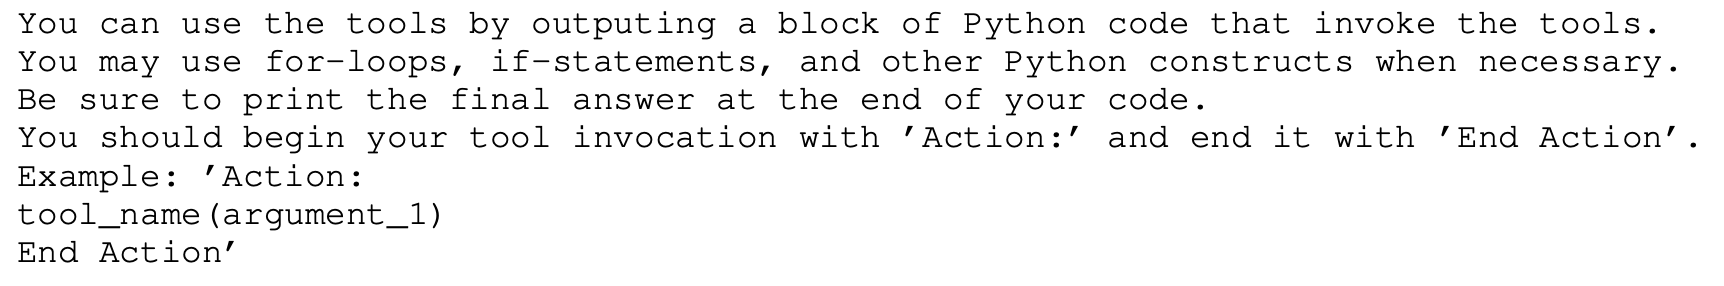 You can use the tools by outputing a block of Python code that invoke the tools.
You may use for-loops, if-statements, and other Python constructs when necessary.
Be sure to print the final answer at the end of your code.
You should begin your tool invocation with ′Action:′ and end it with ′End Action′.
Example: ′Action:
tool_name(argument_1)
End Action′